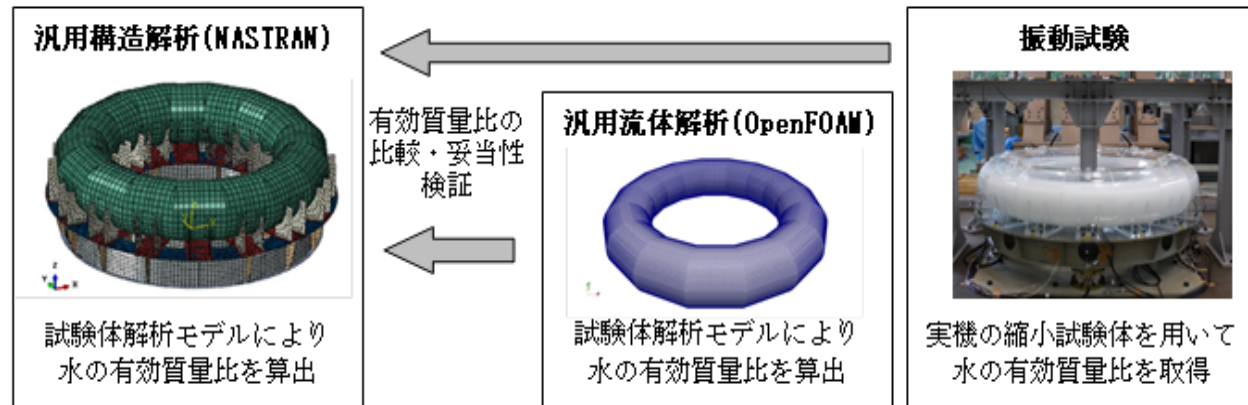 汎用構造解析(NASTRAN)
Z
Y
X
試験体解析モデルにより
水の有効質量比を算出
有効質量比の
比較・妥当性
検証
汎用流体解析(OpenFOAM)
試験体解析モデルにより
水の有効質量比を算出
振動試験
実機の縮小試験体を用いて
水の有効質量比を取得